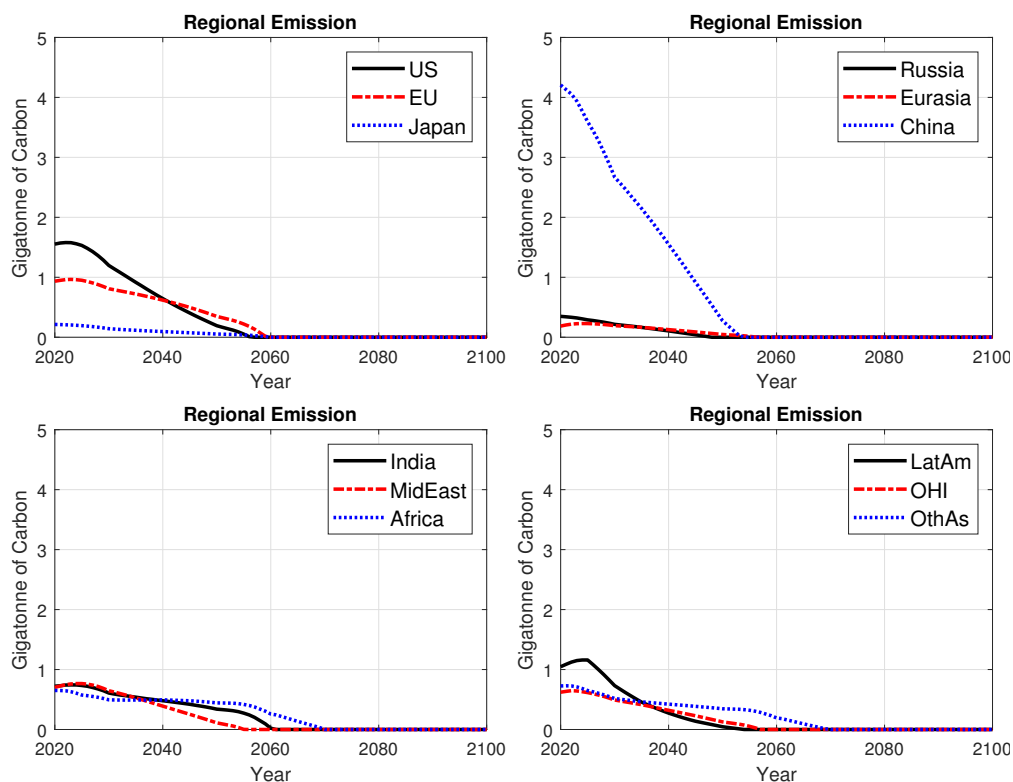 Regional Emission
5
4
3
2
1
0
Gigatonne of Carbon
US
EU
Japan
2020 2040 2060 2080 2100
Year
Regional Emission
5
4
3
2
1
0
Gigatonne of Carbon
Russia
Eurasia
China
2020 2040 2060 2080 2100
Year
Regional Emission
5
4
3
2
1
0
Gigatonne of Carbon
India
MidEast
Africa
2020 2040 2060 2080 2100
Year
Regional Emission
5
4
3
2
1
0
Gigatonne of Carbon
LatAm
OHI
OthAs
2020 2040 2060 2080 2100
Year